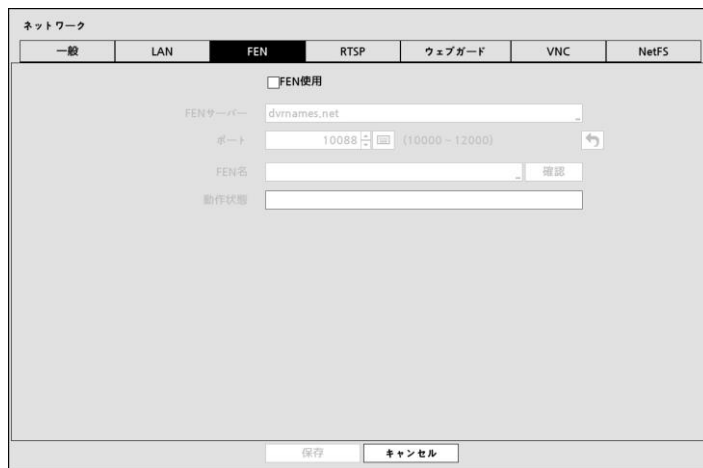 ネットワーク
一般 LAN FEN RTSP ウェブガード VNC NetFS
FEN使用
FENサーバー dvrnames.net
ポート 10088 (10000 ~ 12000)
FEN名 確認
動作状態
保存 キャンセル